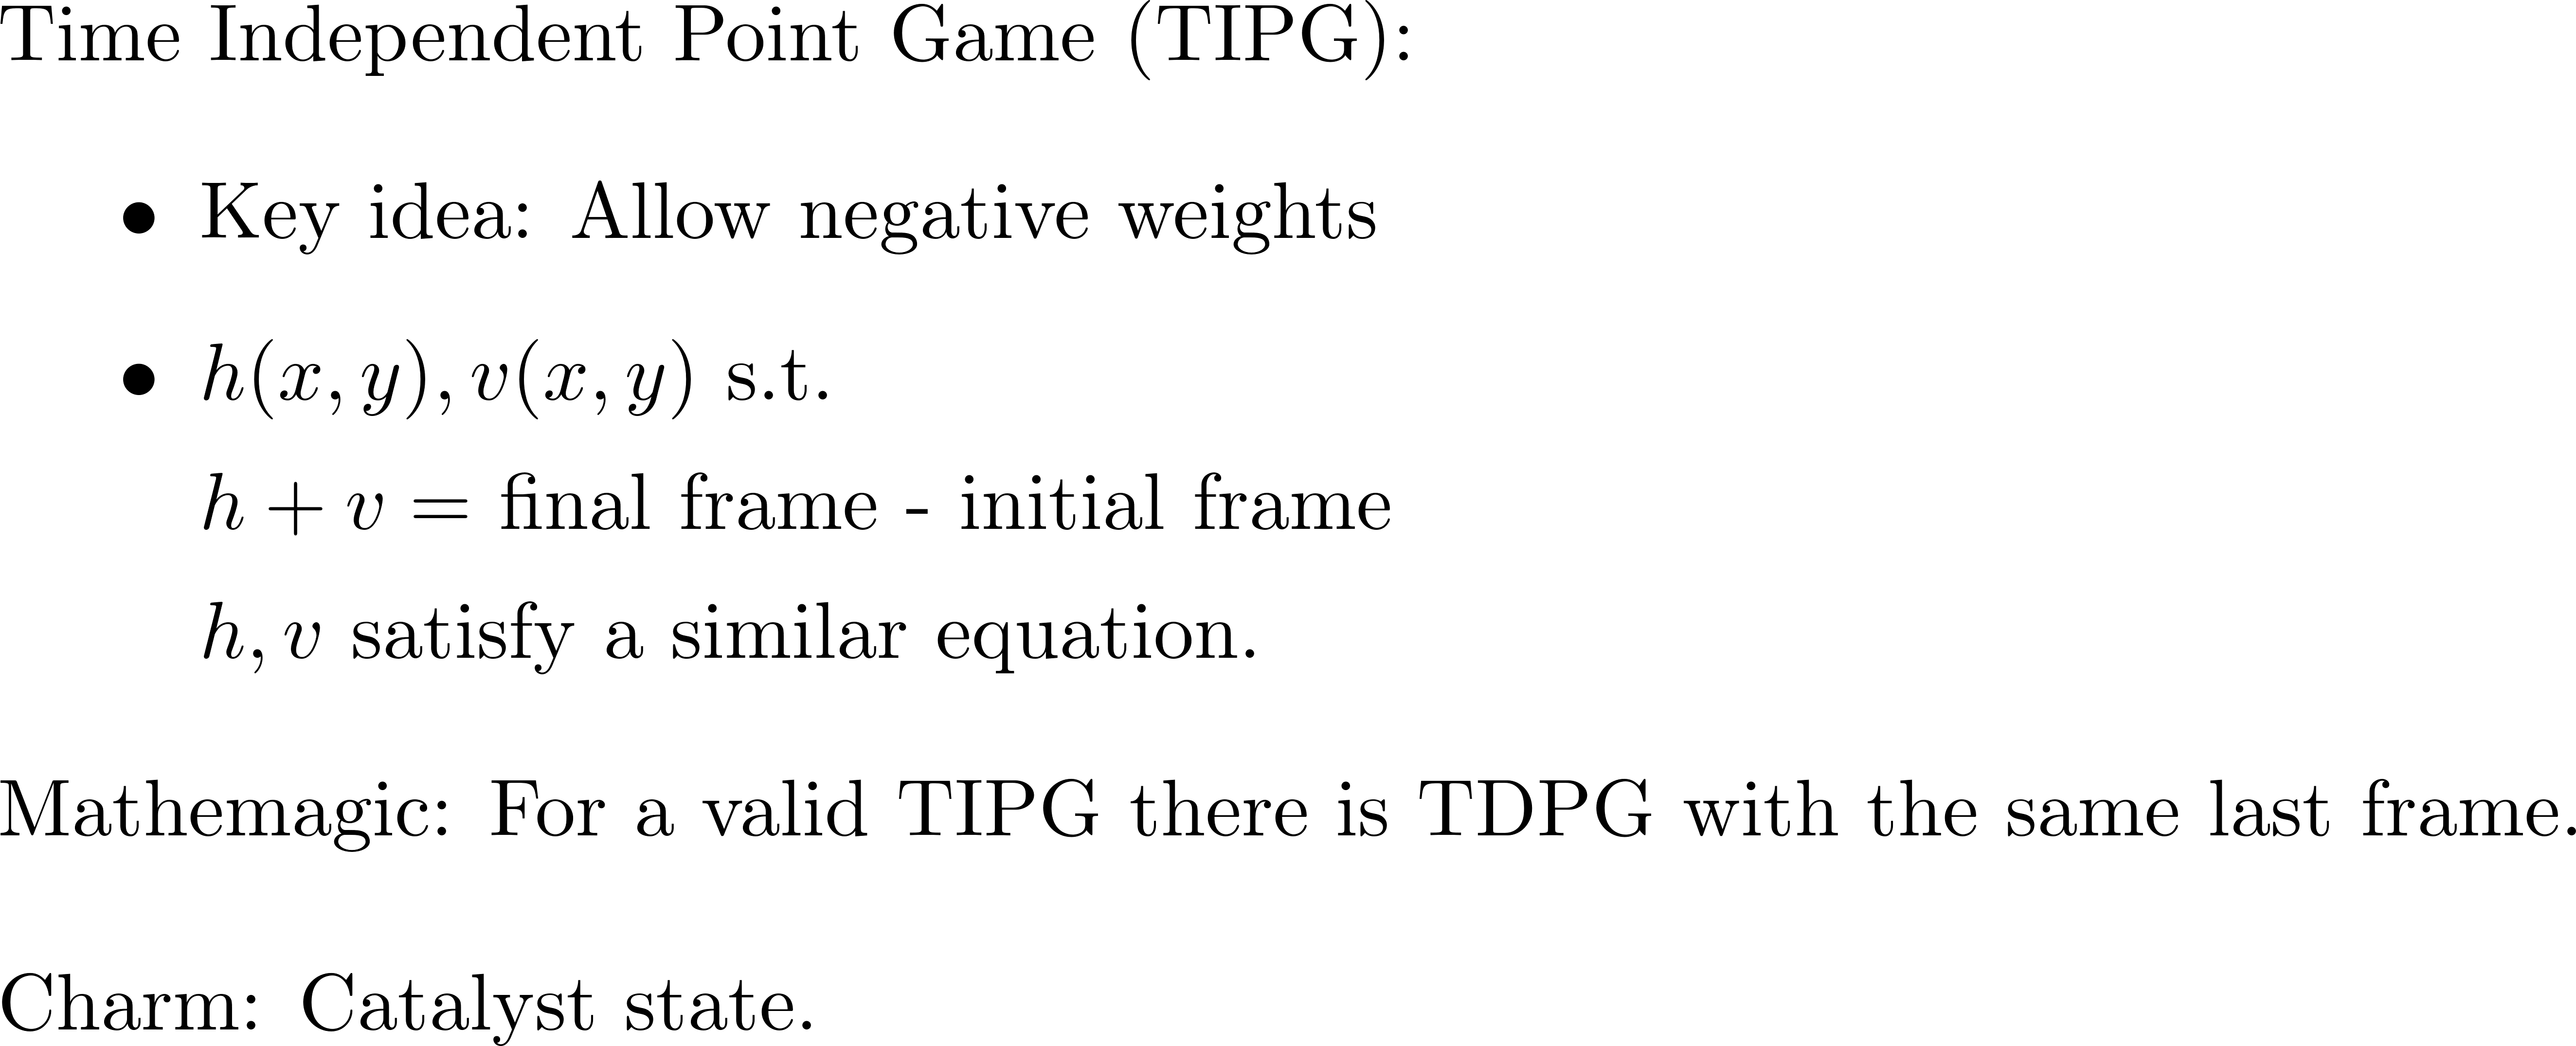 Time Independent Point Game (TIPG):
• Key idea: Allow negative weights
• h(x, y), v(x, y) s.t.
h + v = final frame - initial frame
h, v satisfy a similar equation.
Mathemagic: For a valid TIPG there is TDPG with the same last frame.
Charm: Catalyst state.